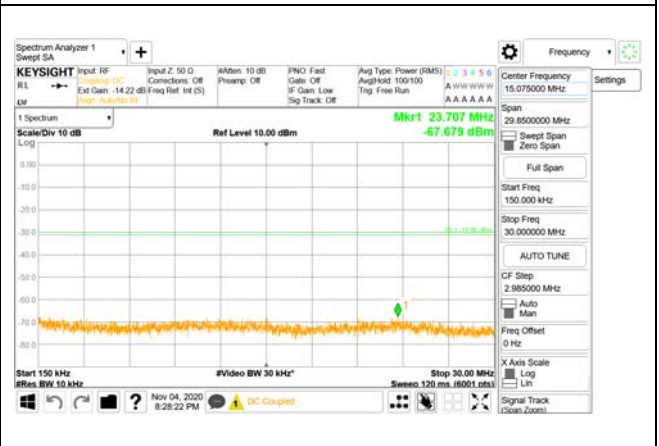 Spectrum Analyzer 1
Swept SA
+
Frequency
KEYSIGHT
RL
Input: RF
Coupling: DC
Ext Gain: -14.22 dB
Align: Auto/No RF
Input Z: 50 Ω
Corrections: Off
Freq Ref: Int (S)
#Atten: 10 dB
Preamp: Off
PNO: Fast
Gate: Off
IF Gain: Low
Sig Track: Off
Avg Type: Power (RMS)
Avg|Hold: 100/100
Trig: Free Run
1 2 3 4 5 6
A W W W W W
A A A A A A
1 Spectrum
Scale/Div 10 dB
Ref Level 10.00 dBm
Mkr1 23.707 MHz
-67.679 dBm
Log
0.00
-10.0
-20.0
-30.0
-40.0
-50.0
-60.0
-70.0
-80.0
1
Start 150 kHz
#Res BW 10 kHz
#Video BW 30 kHz*
Stop 30.00 MHz
Sweep 120 ms (6001 pts)
Center Frequency
15.075000 MHz
Settings
Span
29.8500000 MHz
Swept Span
Zero Span
Full Span
Start Freq
150.000 kHz
Stop Freq
30.000000 MHz
AUTO TUNE
CF Step
2.985000 MHz
Auto
Man
Freq Offset
0 Hz
X Axis Scale
Log
Lin
Signal Track
(Span Zoom)
?
Nov 04, 2020
8:28:22 PM
1
DC Coupled